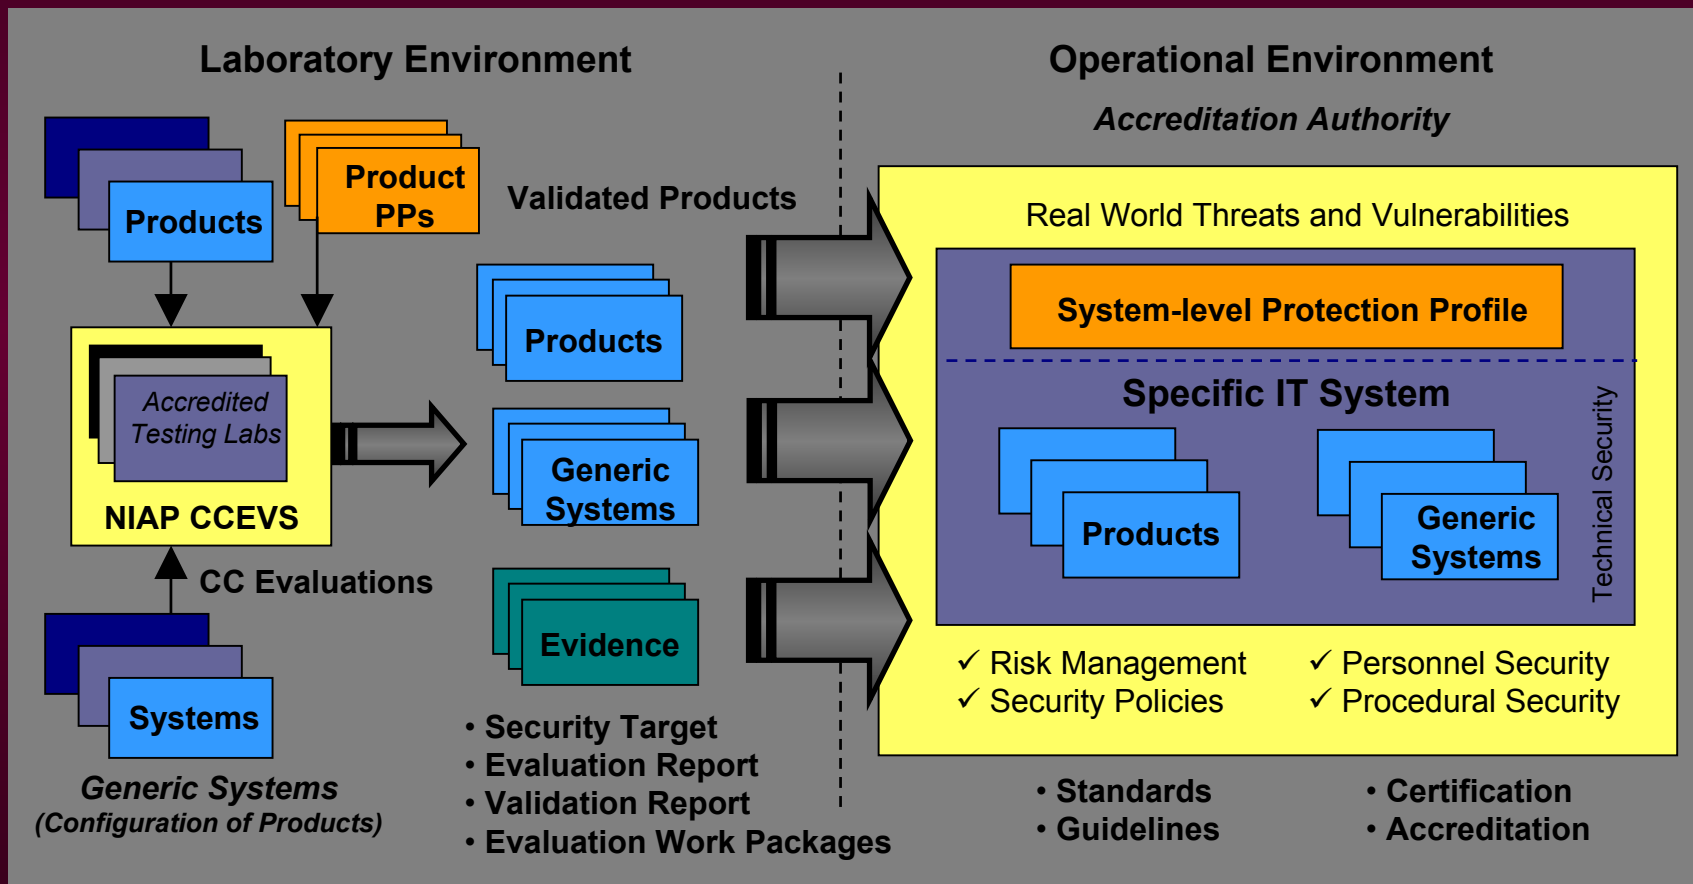 Laboratory Environment
Products
Product
PPs
Validated Products
Accredited
Testing Labs
NIAP CCEVS
CC Evaluations
Systems
Generic Systems
(Configuration of Products)
Products
Generic
Systems
Evidence
• Security Target
• Evaluation Report
• Validation Report
• Evaluation Work Packages
Operational Environment
Accreditation Authority
Real World Threats and Vulnerabilities
System-level Protection Profile
Specific IT System
Products
Generic
Systems
Technical Security
✓ Risk Management
✓ Security Policies
✓ Personnel Security
✓ Procedural Security
• Standards
• Guidelines
• Certification
• Accreditation